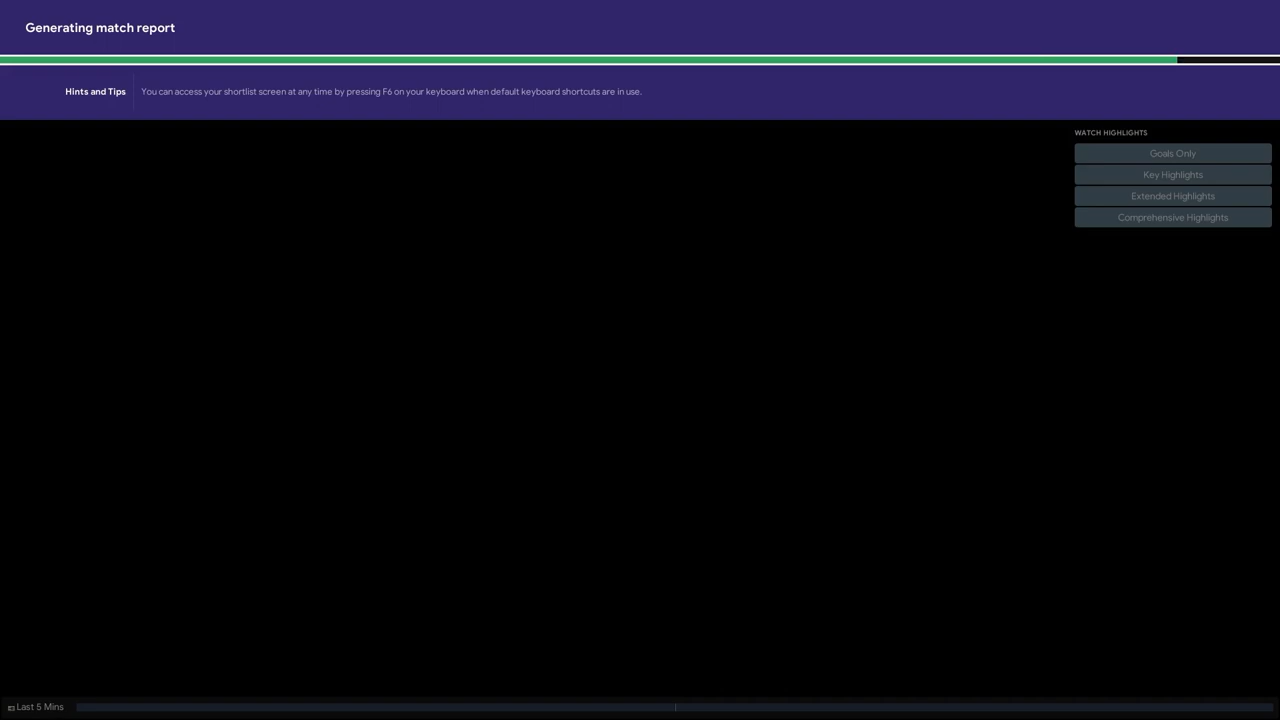 Generating match report
Hints and Tips
You can access your shortlist screen at any time by pressing F6 on your keyboard when default keyboard shortcuts are in use.
WATCH HIGHLIGHTS
Goals Only
Key Highlights
Extended Highlights
Comprehensive Highlights
Last 5 Mins